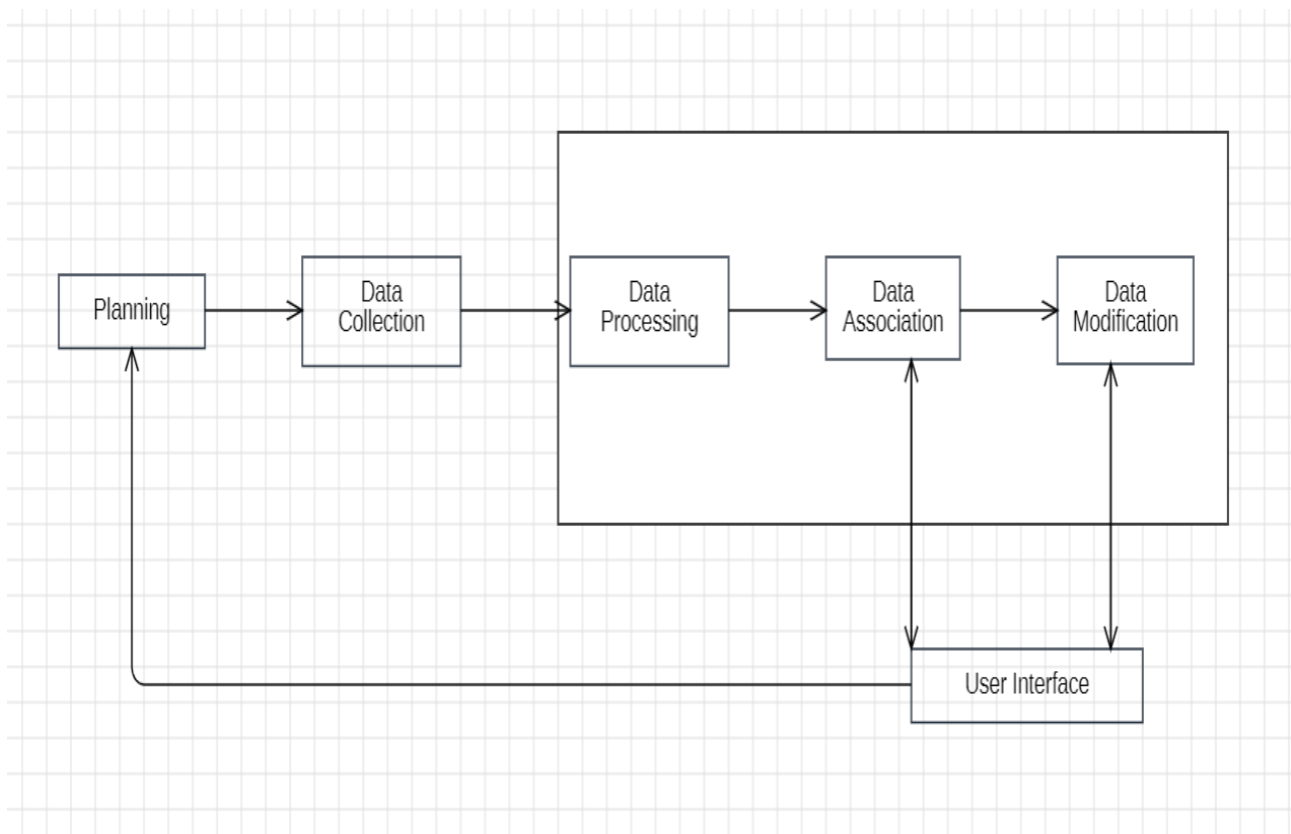 Planning
Data
Collection
Data
Processing
Data
Association
Data
Modification
User Interface